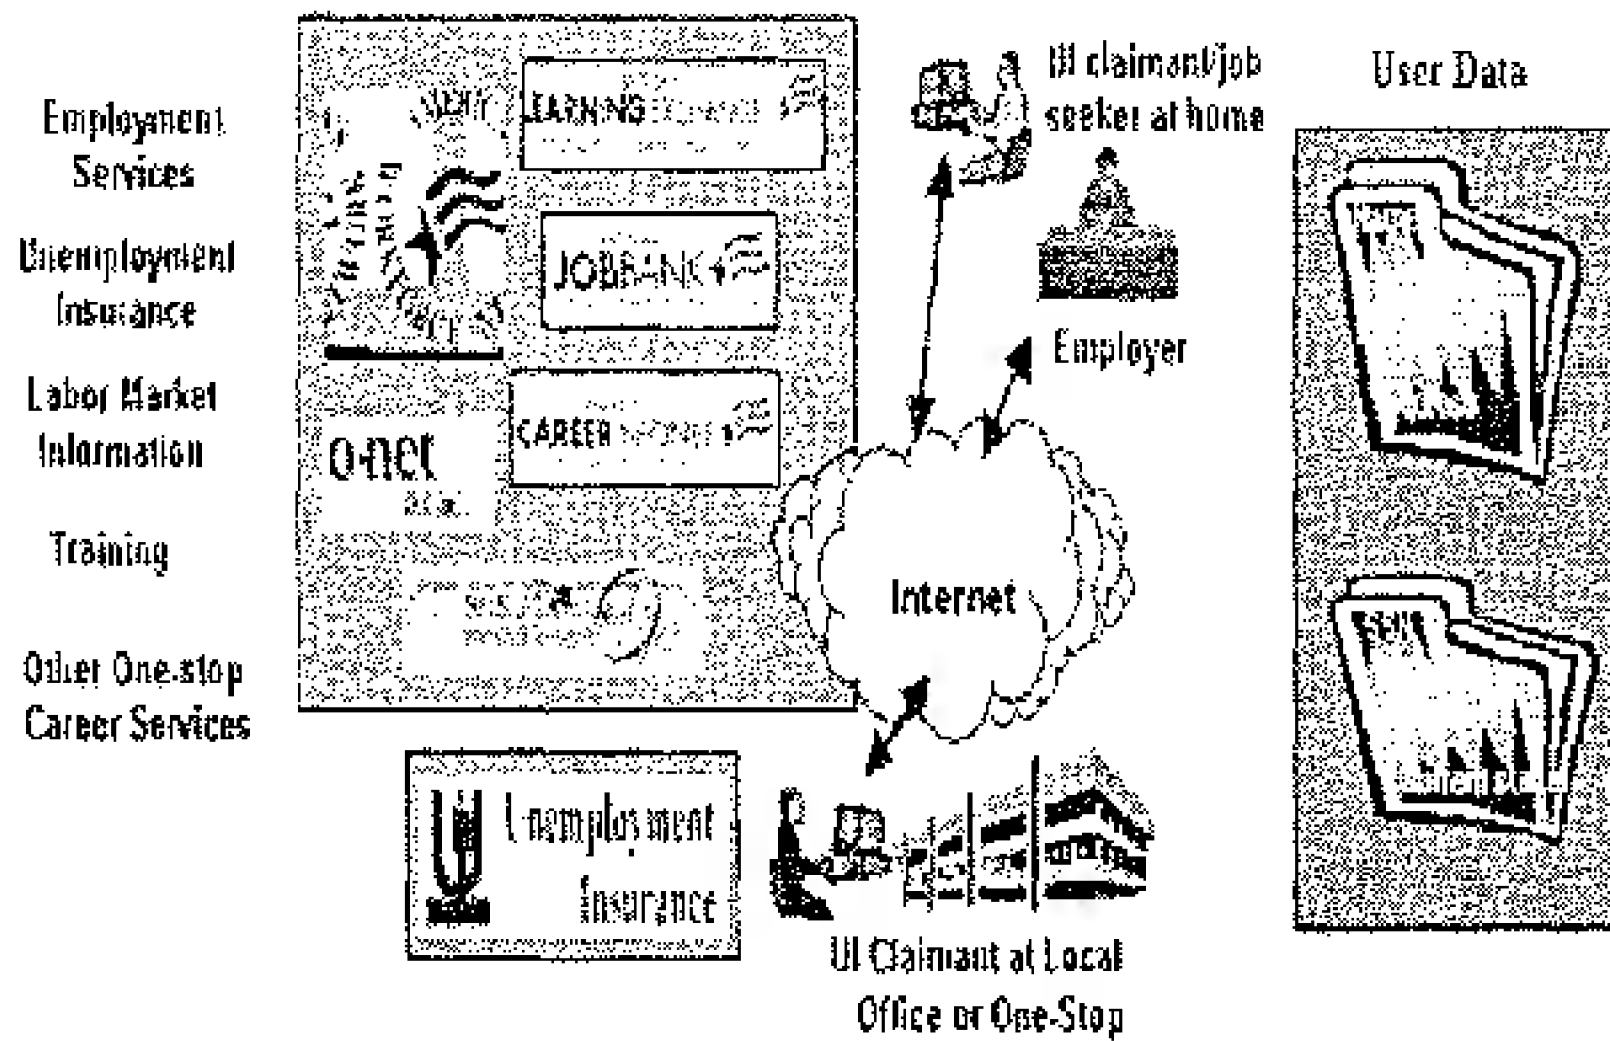 Employment
Services
Unemployment
Insurance
Labor Market
Information
Training
Other One-stop
Career Services
LEARNING
JOBBANK
CAREER
o-net
Unemployment
Insurance
UI claimant/job
seeker at home
Employer
Internet
UI Claimant at Local
Office or One-Stop
User Data